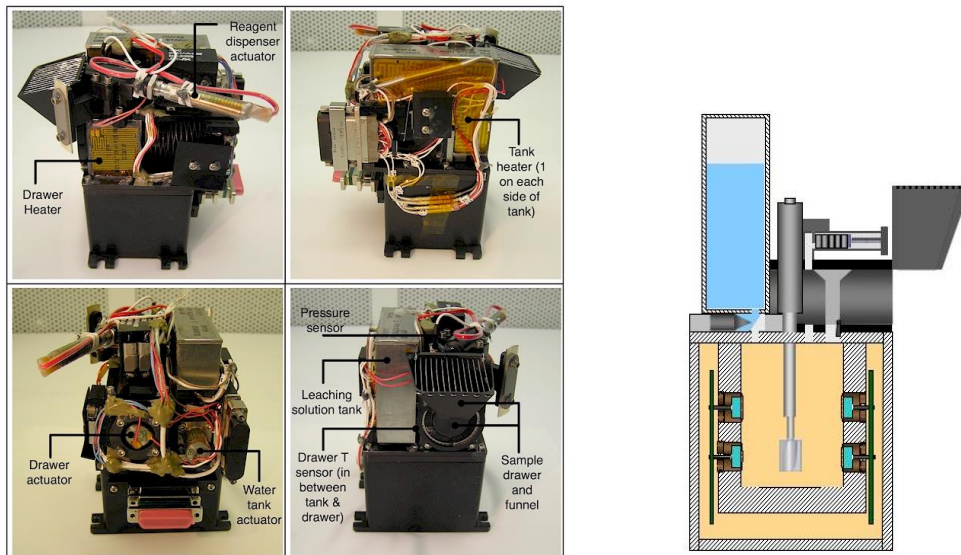 Reagent
dispenser
actuator
Drawer
Heater
Tank
heater (1
on each
side of
tank)
Drawer
actuator
Water
tank
actuator
Pressure
sensor
Leaching
solution tank
Drawer T
sensor (in
between
tank &
drawer)
Sample
drawer
and
funnel